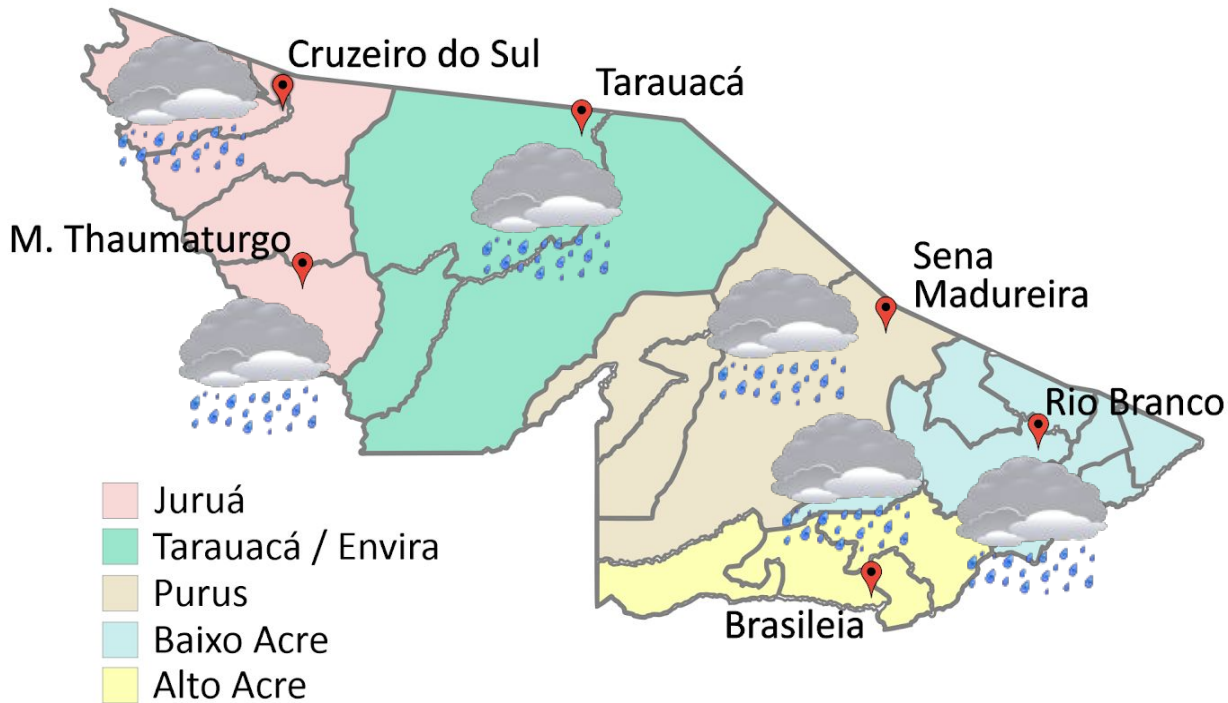 Cruzeiro do Sul
Tarauacá
M. Thaumaturgo
Sena
Madureira
Rio Branco
Brasileia
Juruá
Tarauacá / Envira
Purus
Baixo Acre
Alto Acre